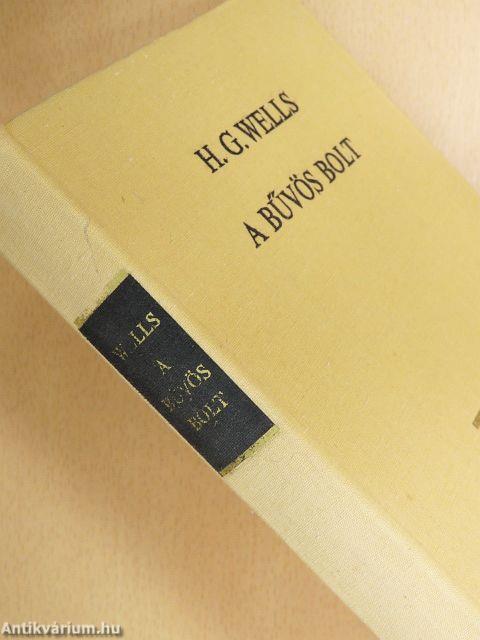 H. G. WELLS
A BŰVÖS BOLT
WELLS
A
BŰVÖS
BOLT
Antikvárium.hu